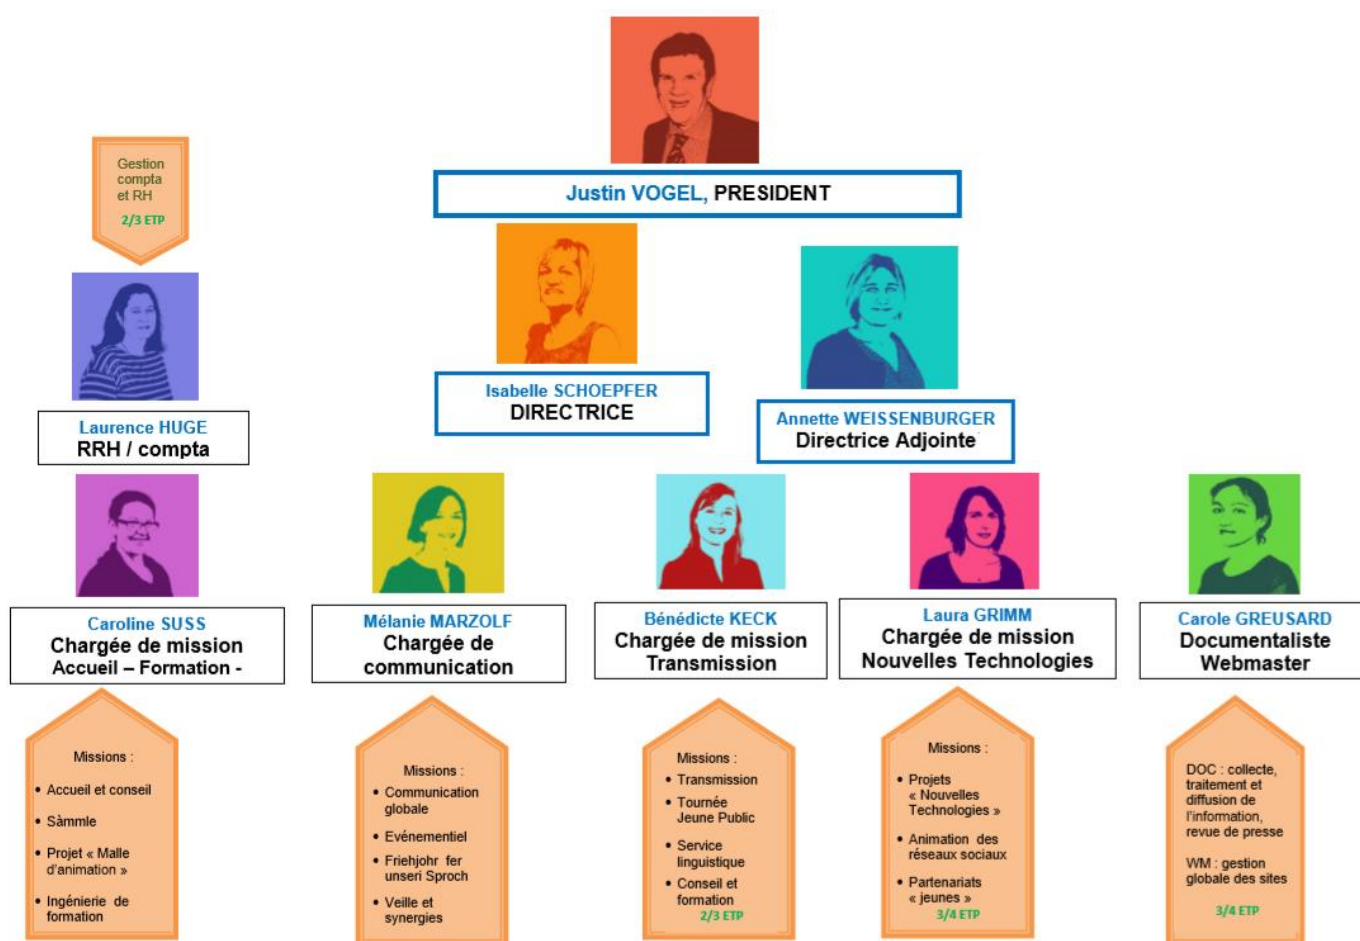 Justin VOGEL, PRESIDENT
Gestion
compta
et RH
2/3 ETP
Laurence HUGE
RRH / compta
Isabelle SCHOEPFER
DIRECTRICE
Annette WEISSENBURGER
Directrice Adjointe
Caroline SUSS
Chargée de mission
Accueil – Formation -
Mélanie MARZOLF
Chargée de
communication
Bénédicte KECK
Chargée de mission
Transmission
Laura GRIMM
Chargée de mission
Nouvelles Technologies
Carole GREUSARD
Documentaliste
Webmaster
Missions :
• Accueil et conseil
• Sàmmle
• Projet « Malle
d'animation »
• Ingénierie de
formation
Missions :
• Communication
globale
• Evénementiel
• Friehjohr fer
unseri Sproch
• Veille et
synergies
Missions :
• Transmission
• Tournée
Jeune Public
• Service
linguistique
• Conseil et
formation
2/3 ETP
Missions :
• Projets
« Nouvelles
Technologies »
• Animation des
réseaux sociaux
• Partenariats
« jeunes »
3/4 ETP
DOC : collecte,
traitement et
diffusion de
l'information,
revue de presse
WM : gestion
globale des sites
3/4 ETP